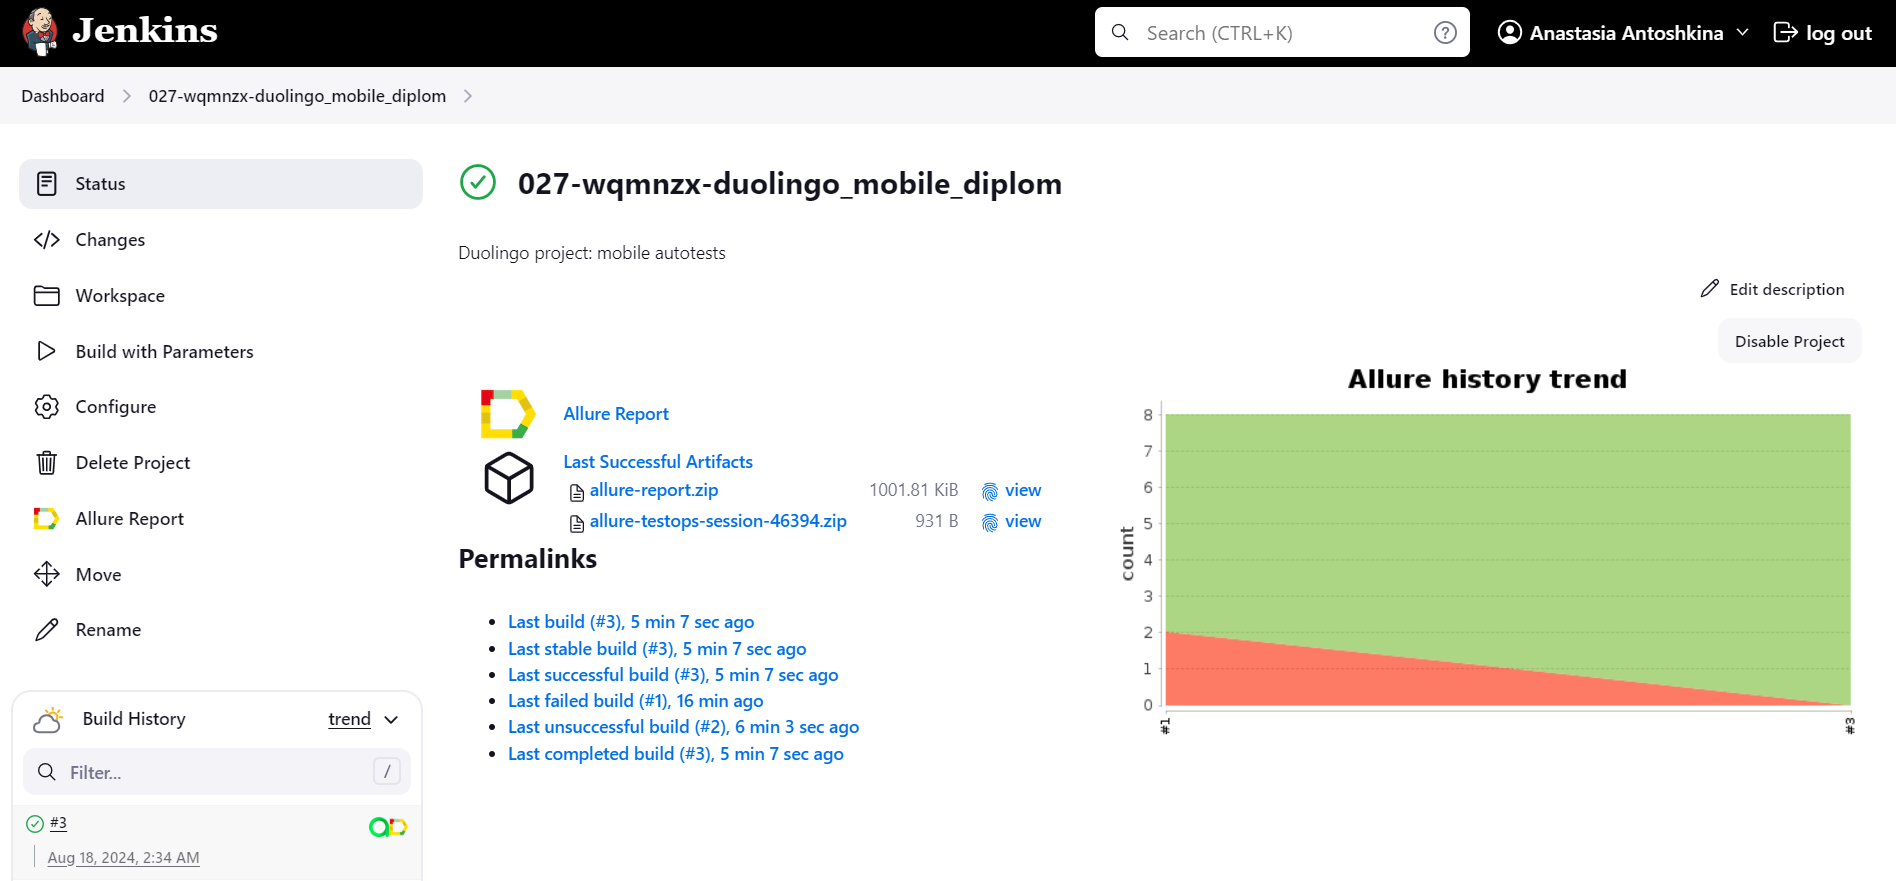 Jenkins
Search (CTRL+K)
?
Anastasia Antoshkina
log out
Dashboard
027-wqmnzx-duolingo_mobile_diplom
Status
Changes
Workspace
Build with Parameters
Configure
Delete Project
Allure Report
Move
Rename
Build History
trend
Filter...
/
#3
Aug 18, 2024, 2:34 AM
027-wqmnzx-duolingo_mobile_diplom
Duolingo project: mobile autotests
Edit description
Disable Project
Allure Report
Last Successful Artifacts
allure-report.zip 1001.81 KiB view
allure-testops-session-46394.zip 931 B view
Permalinks
Last build (#3), 5 min 7 sec ago
Last stable build (#3), 5 min 7 sec ago
Last successful build (#3), 5 min 7 sec ago
Last failed build (#1), 16 min ago
Last unsuccessful build (#2), 6 min 3 sec ago
Last completed build (#3), 5 min 7 sec ago
Allure history trend
count
8
7
6
5
4
3
2
1
0
#1
#3